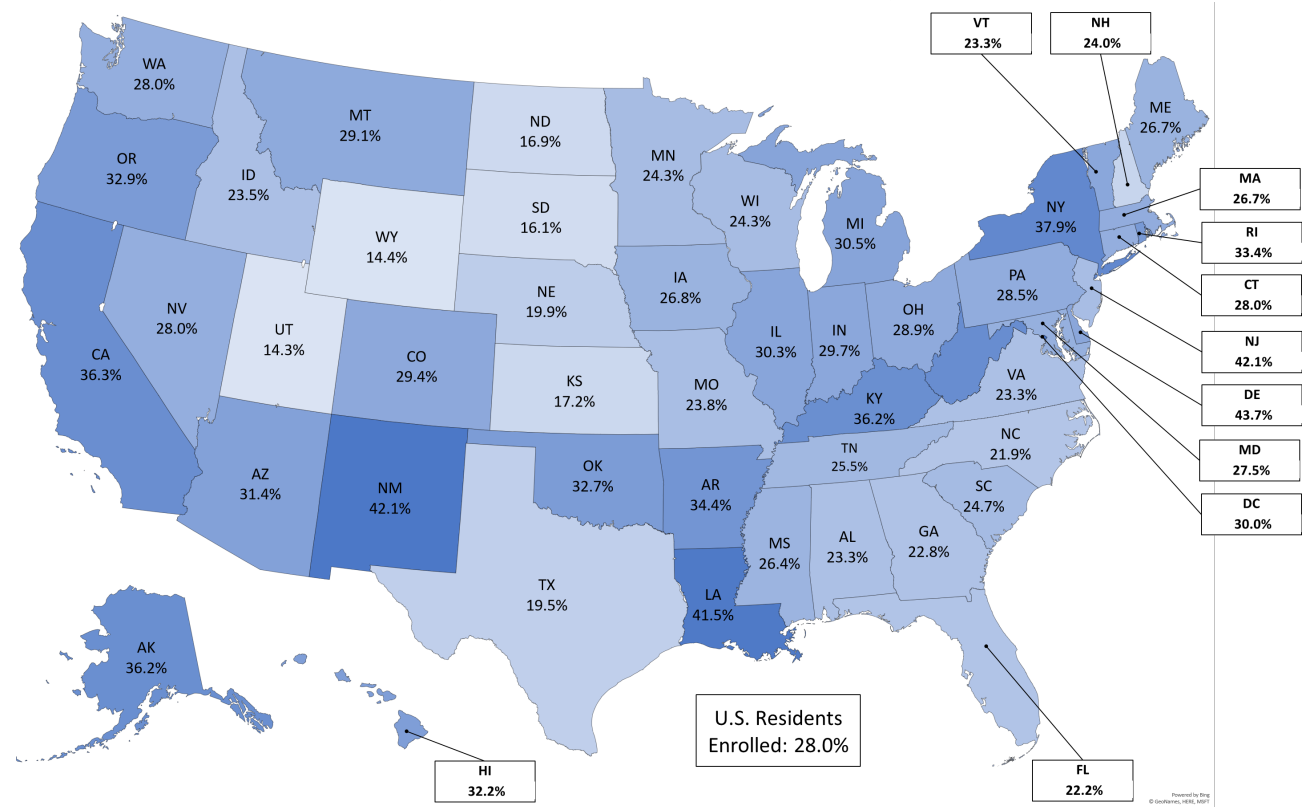 VT
23.3%
NH
24.0%
WA
28.0%
MT
29.1%
ND
16.9%
ME
26.7%
OR
32.9%
ID
23.5%
MN
24.3%
WI
24.3%
MI
30.5%
NY
37.9%
MA
26.7%
SD
16.1%
WY
14.4%
RI
33.4%
CT
28.0%
NE
19.9%
IA
26.8%
PA
28.5%
NV
28.0%
UT
14.3%
CO
29.4%
IL
30.3%
IN
29.7%
OH
28.9%
NJ
42.1%
CA
36.3%
KS
17.2%
MO
23.8%
KY
36.2%
VA
23.3%
DE
43.7%
TN
25.5%
NC
21.9%
MD
27.5%
AZ
31.4%
NM
42.1%
OK
32.7%
AR
34.4%
SC
24.7%
DC
30.0%
MS
26.4%
AL
23.3%
GA
22.8%
TX
19.5%
LA
41.5%
AK
36.2%
U.S. Residents
Enrolled: 28.0%
HI
32.2%
FL
22.2%
Powered by Bing
© GeoNames, HERE, MSFT